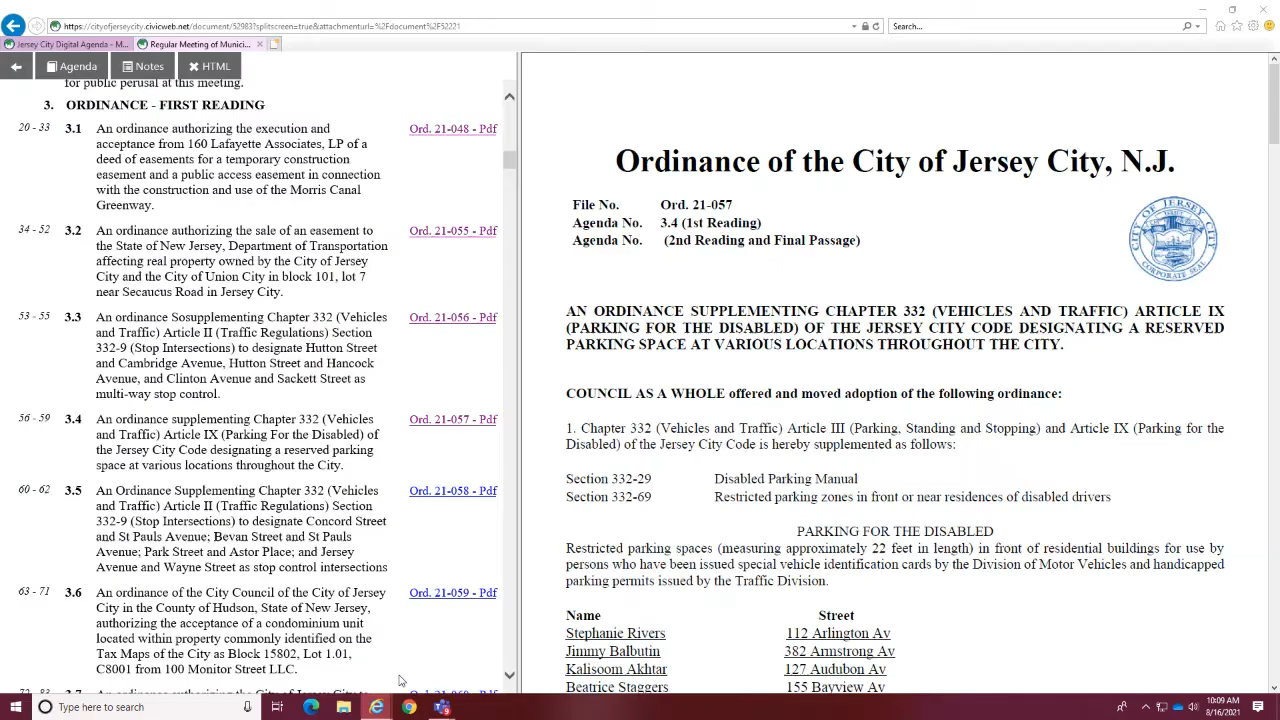 https://cityofjerseycity.civicweb.net/document/52983?splitscreen=true&attachmenturl=%2Fdocument%2F52221
Search...
Jersey City Digital Agenda - M...
Regular Meeting of Munici...
Agenda
Notes
HTML
for public perusal at this meeting.
3. ORDINANCE - FIRST READING
20 - 33 3.1 An ordinance authorizing the execution and Ord. 21-048 - Pdf
acceptance from 160 Lafayette Associates, LP of a
deed of easements for a temporary construction
easement and a public access easement in connection
with the construction and use of the Morris Canal
Greenway.
34 - 52 3.2 An ordinance authorizing the sale of an easement to Ord. 21-055 - Pdf
the State of New Jersey, Department of Transportation
affecting real property owned by the City of Jersey
City and the City of Union City in block 101, lot 7
near Secaucus Road in Jersey City.
53 - 55 3.3 An ordinance Sosupplementing Chapter 332 (Vehicles Ord. 21-056 - Pdf
and Traffic) Article II (Traffic Regulations) Section
332-9 (Stop Intersections) to designate Hutton Street
and Cambridge Avenue, Hutton Street and Hancock
Avenue, and Clinton Avenue and Sackett Street as
multi-way stop control.
56 - 59 3.4 An ordinance supplementing Chapter 332 (Vehicles Ord. 21-057 - Pdf
and Traffic) Article IX (Parking For the Disabled) of
the Jersey City Code designating a reserved parking
space at various locations throughout the City.
60 - 62 3.5 An Ordinance Supplementing Chapter 332 (Vehicles Ord. 21-058 - Pdf
and Traffic) Article II (Traffic Regulations) Section
332-9 (Stop Intersections) to designate Concord Street
and St Pauls Avenue; Bevan Street and St Pauls
Avenue; Park Street and Astor Place; and Jersey
Avenue and Wayne Street as stop control intersections
63 - 71 3.6 An ordinance of the City Council of the City of Jersey Ord. 21-059 - Pdf
City in the County of Hudson, State of New Jersey,
authorizing the acceptance of a condominium unit
located within property commonly identified on the
Tax Maps of the City as Block 15802, Lot 1.01,
C8001 from 100 Monitor Street LLC.
Ordinance of the City of Jersey City, N.J.
File No. Ord. 21-057
Agenda No. 3.4 (1st Reading)
Agenda No. (2nd Reading and Final Passage)
CITY OF JERSEY CITY
CORPORATE SEAL
AN ORDINANCE SUPPLEMENTING CHAPTER 332 (VEHICLES AND TRAFFIC) ARTICLE IX
(PARKING FOR THE DISABLED) OF THE JERSEY CITY CODE DESIGNATING A RESERVED
PARKING SPACE AT VARIOUS LOCATIONS THROUGHOUT THE CITY.
COUNCIL AS A WHOLE offered and moved adoption of the following ordinance:
1. Chapter 332 (Vehicles and Traffic) Article III (Parking, Standing and Stopping) and Article IX (Parking for the
Disabled) of the Jersey City Code is hereby supplemented as follows:
Section 332-29 Disabled Parking Manual
Section 332-69 Restricted parking zones in front or near residences of disabled drivers
PARKING FOR THE DISABLED
Restricted parking spaces (measuring approximately 22 feet in length) in front of residential buildings for use by
persons who have been issued special vehicle identification cards by the Division of Motor Vehicles and handicapped
parking permits issued by the Traffic Division.
Name Street
Stephanie Rivers 112 Arlington Av
Jimmy Balbutin 382 Armstrong Av
Kalisoom Akhtar 127 Audubon Av
Beatrice Staggers 155 Bayview Av
Type here to search
10:09 AM
8/16/2021